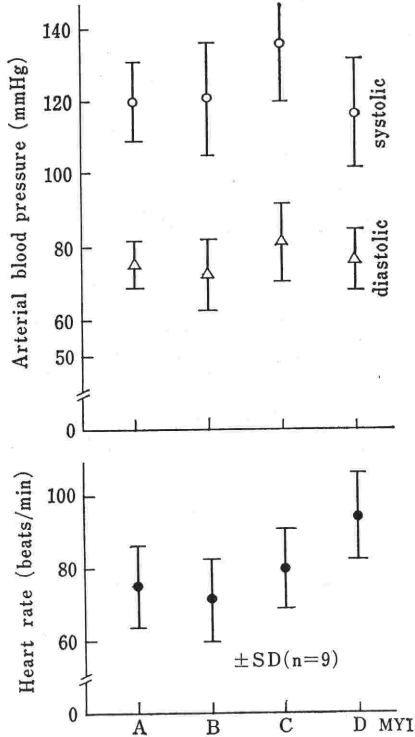 Arterial blood pressure (mmHg)
140
120
100
80
60
50
0
systolic
diastolic
Heart rate (beats/min)
100
80
60
0
±SD(n=9)
A B C D MYI